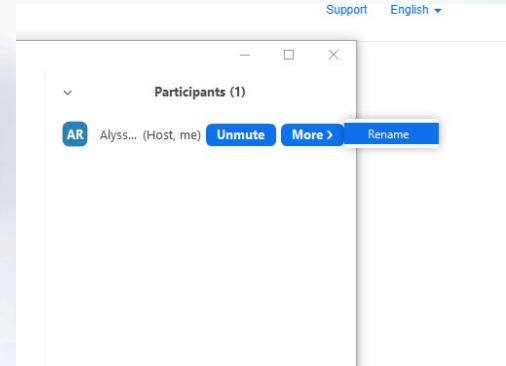 Support English
Participants (1)
AR Alyss... (Host, me) Unmute More > Rename